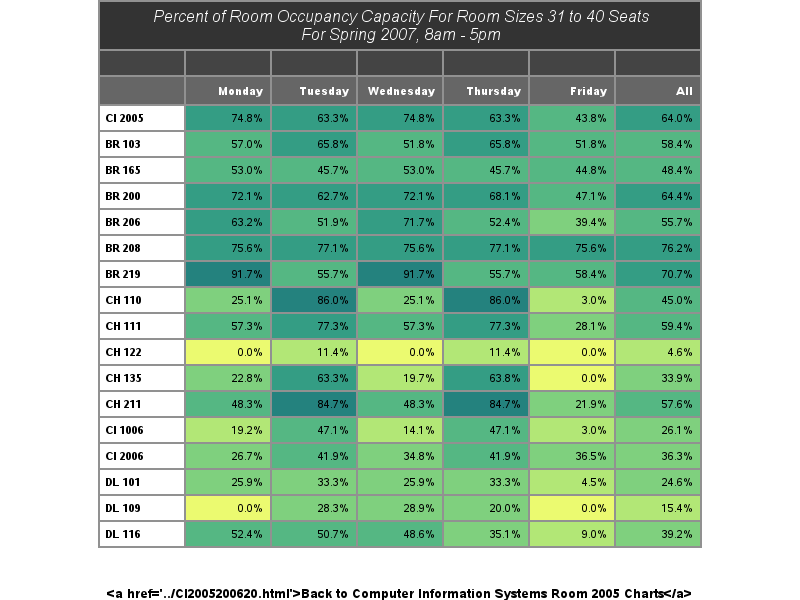 Percent of Room Occupancy Capacity For Room Sizes 31 to 40 Seats
For Spring 2007, 8am - 5pm
Monday Tuesday Wednesday Thursday Friday All
CI 2005 74.8% 63.3% 74.8% 63.3% 43.8% 64.0%
BR 103 57.0% 65.8% 51.8% 65.8% 51.8% 58.4%
BR 165 53.0% 45.7% 53.0% 45.7% 44.8% 48.4%
BR 200 72.1% 62.7% 72.1% 68.1% 47.1% 64.4%
BR 206 63.2% 51.9% 71.7% 52.4% 39.4% 55.7%
BR 208 75.6% 77.1% 75.6% 77.1% 75.6% 76.2%
BR 219 91.7% 55.7% 91.7% 55.7% 58.4% 70.7%
CH 110 25.1% 86.0% 25.1% 86.0% 3.0% 45.0%
CH 111 57.3% 77.3% 57.3% 77.3% 28.1% 59.4%
CH 122 0.0% 11.4% 0.0% 11.4% 0.0% 4.6%
CH 135 22.8% 63.3% 19.7% 63.8% 0.0% 33.9%
CH 211 48.3% 84.7% 48.3% 84.7% 21.9% 57.6%
CI 1006 19.2% 47.1% 14.1% 47.1% 3.0% 26.1%
CI 2006 26.7% 41.9% 34.8% 41.9% 36.5% 36.3%
DL 101 25.9% 33.3% 25.9% 33.3% 4.5% 24.6%
DL 109 0.0% 28.3% 28.9% 20.0% 0.0% 15.4%
DL 116 52.4% 50.7% 48.6% 35.1% 9.0% 39.2%
<a href='../CI2005200620.html'>Back to Computer Information Systems Room 2005 Charts</a>